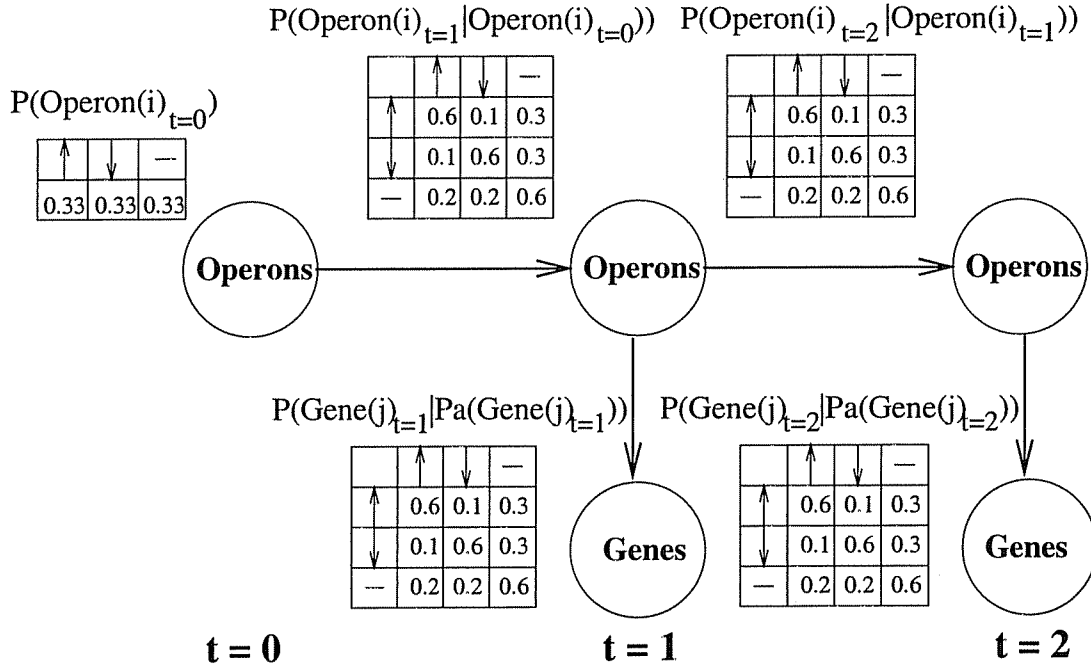 P(Operon(i)t=1|Operon(i)t=0))
P(Operon(i)t=2|Operon(i)t=1))
P(Operon(i)t=0)
↑ ↓ —
0.33 0.33 0.33
↑ ↓ —
↑ 0.6 0.1 0.3
↓ 0.1 0.6 0.3
— 0.2 0.2 0.6
↑ ↓ —
↑ 0.6 0.1 0.3
↓ 0.1 0.6 0.3
— 0.2 0.2 0.6
Operons
Operons
Operons
P(Gene(j)t=1|Pa(Gene(j)t=1))
P(Gene(j)t=2|Pa(Gene(j)t=2))
↑ ↓ —
↑ 0.6 0.1 0.3
↓ 0.1 0.6 0.3
— 0.2 0.2 0.6
↑ ↓ —
↑ 0.6 0.1 0.3
↓ 0.1 0.6 0.3
— 0.2 0.2 0.6
Genes
Genes
t = 0
t = 1
t = 2